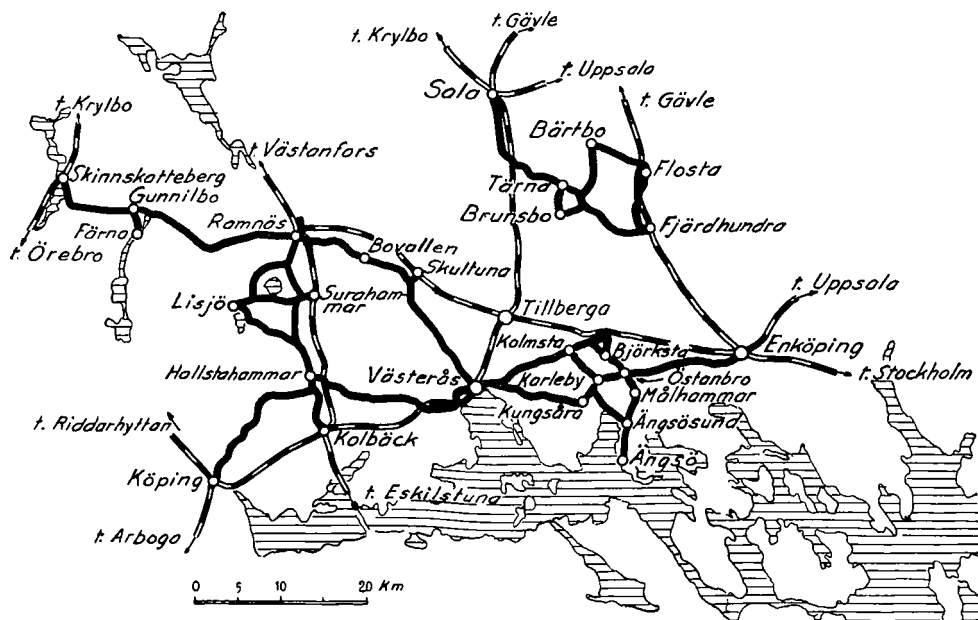 t. Gävle
t. Krylbo
t. Uppsala
Sala
t. Gävle
t. Krylbo
Bärtbo
t. Västanfors
Flosta
Skinnskatteberg
Tärna
Gunnilbo
Brunsbo
Färna
Ramnäs
Fjärdhundra
t. Örebro
Bovallen
Skultuna
t. Uppsala
Lisjö
Suraham-
mar
Tillberga
Kolmsta
Björksta
Enköping
Hallstahammar
Västerås
Karleby
Östanbro
t. Stockholm
Målhammar
Kungsåra
t. Riddarhyttan
Kolbäck
Ängsösund
Ängsö
Köping
t. Eskilstuna
t. Arboga
0 5 10 20 Km